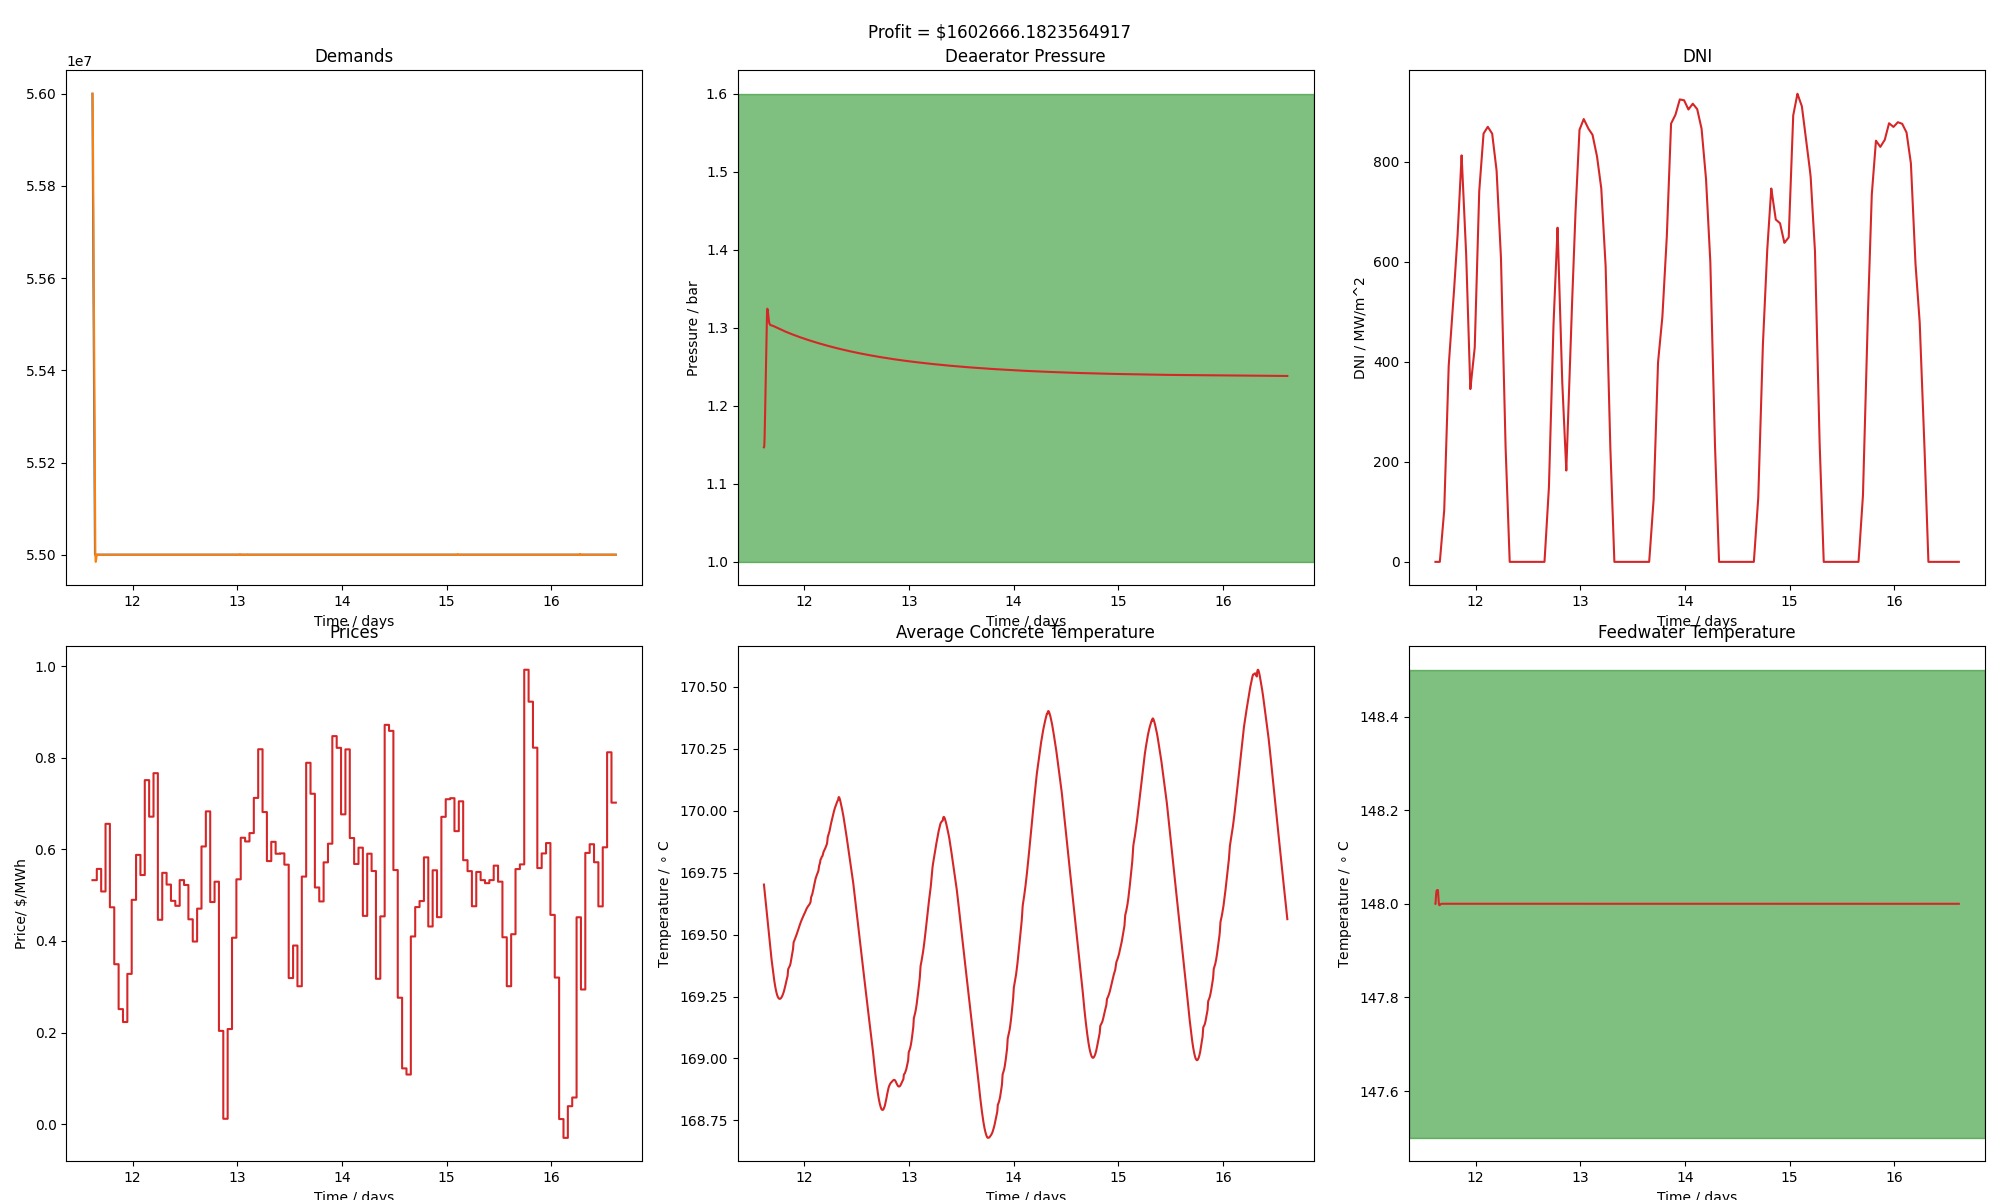 Profit = $1602666.1823564917
Demands
1e7
5.60
5.58
5.56
5.54
5.52
5.50
12 13 14 15 16
Time / days
Deaerator Pressure
Pressure / bar
1.6
1.5
1.4
1.3
1.2
1.1
1.0
12 13 14 15 16
Time / days
DNI
DNI / MW/m^2
800
600
400
200
0
12 13 14 15 16
Time / days
Prices
Price/ $/MWh
1.0
0.8
0.6
0.4
0.2
0.0
12 13 14 15 16
Time / days
Average Concrete Temperature
Temperature / ∘ C
170.50
170.25
170.00
169.75
169.50
169.25
169.00
168.75
12 13 14 15 16
Time / days
Feedwater Temperature
Temperature / ∘ C
148.4
148.2
148.0
147.8
147.6
12 13 14 15 16
Time / days